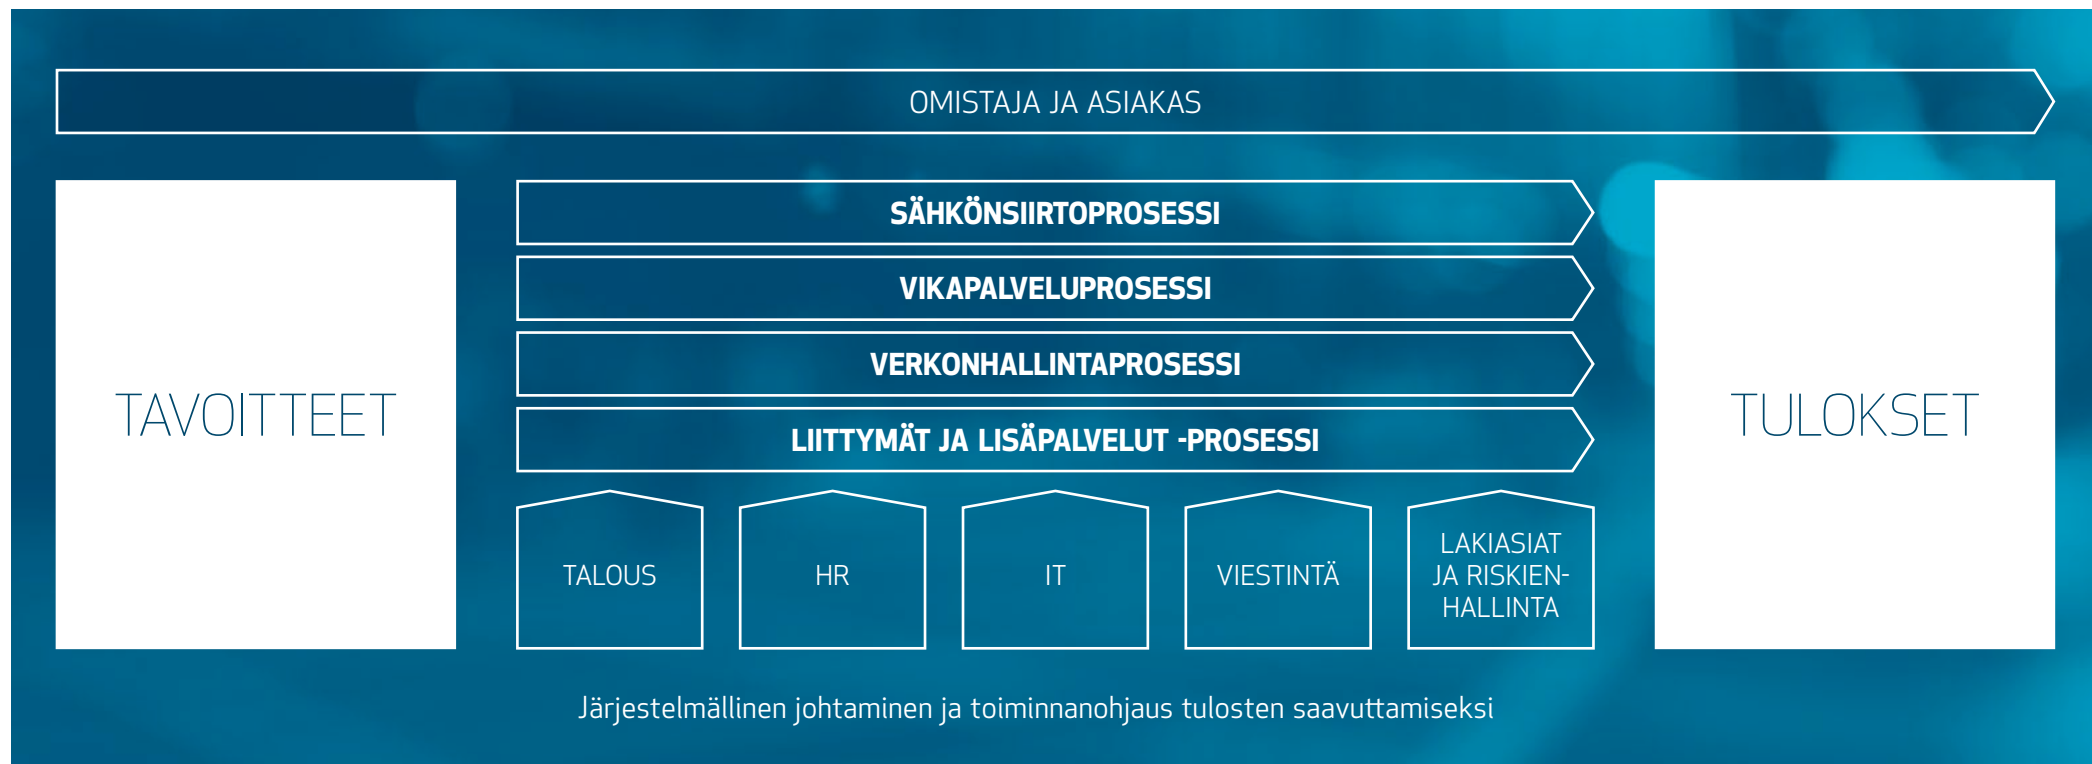 OMISTAJA JA ASIAKAS
TAVOITTEET
SÄHKÖNSIIRTOPROSESSI
VIKAPALVELUPROSESSI
VERKONHALLINTAPROSESSI
LIITTYMÄT JA LISÄPALVELUT -PROSESSI
TALOUS
HR
IT
VIESTINTÄ
LAKIASIAT
JA RISKIEN-
HALLINTA
TULOKSET
Järjestelmällinen johtaminen ja toiminnanohjaus tulosten saavuttamiseksi